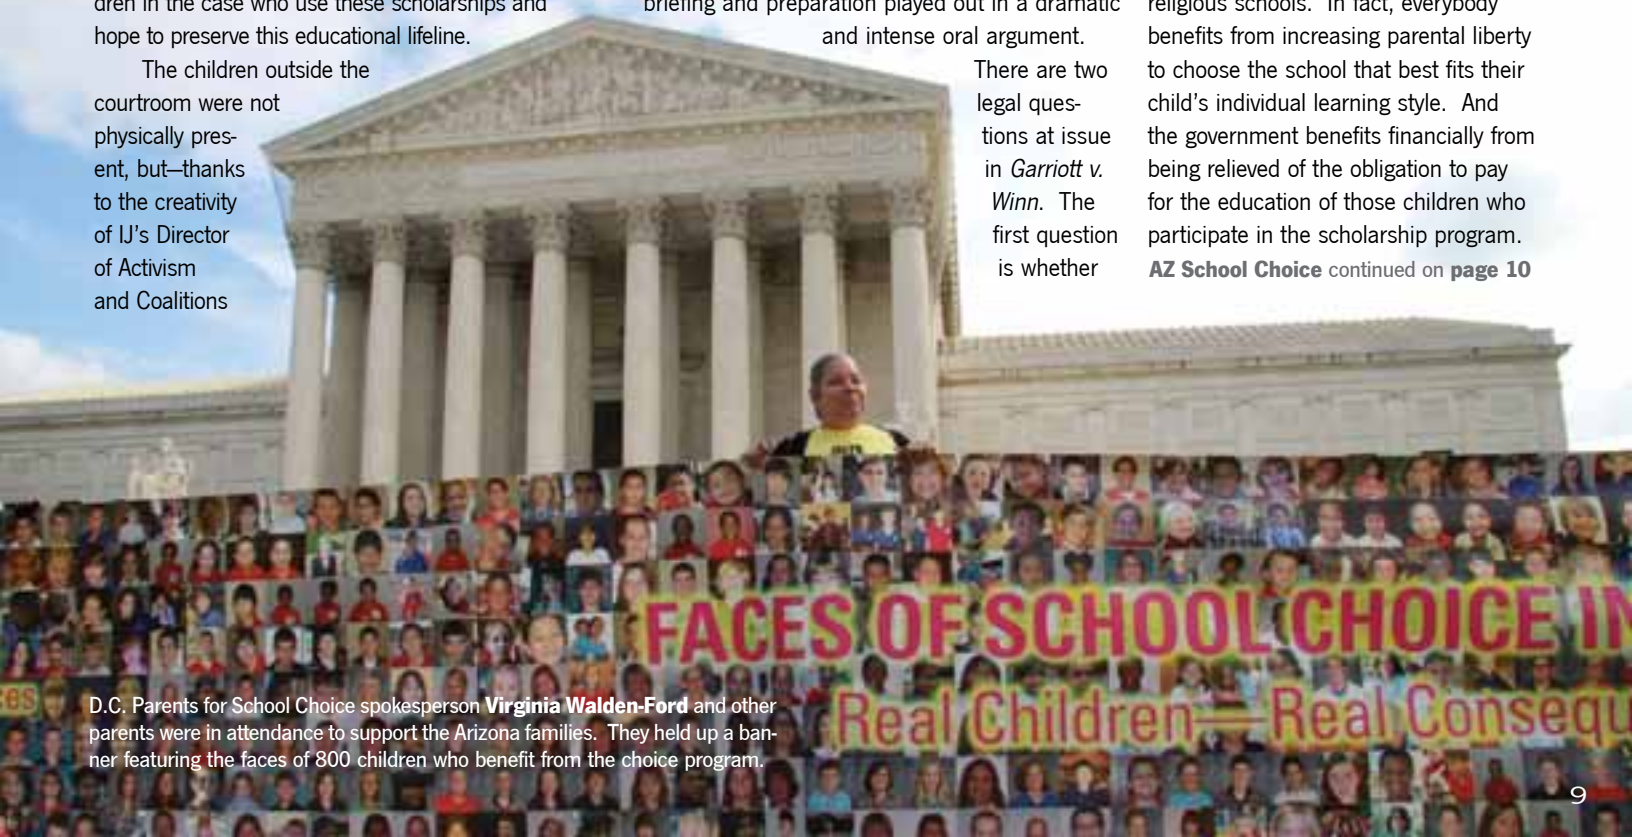 dren in the case who use these scholarships and
hope to preserve this educational lifeline.
The children outside the
courtroom were not
physically pres-
ent, but—thanks
to the creativity
of IJ's Director
of Activism
and Coalitions
briefing and preparation played out in a dramatic
and intense oral argument.
There are two
legal ques-
tions at issue
in Garriott v.
Winn. The
first question
is whether
religious schools. In fact, everybody
benefits from increasing parental liberty
to choose the school that best fits their
child's individual learning style. And
the government benefits financially from
being relieved of the obligation to pay
for the education of those children who
participate in the scholarship program.
AZ School Choice continued on page 10
FACES OF SCHOOL CHOICE IN
Real Children—Real Consequ
D.C. Parents for School Choice spokesperson Virginia Walden-Ford and other
parents were in attendance to support the Arizona families. They held up a ban-
ner featuring the faces of 800 children who benefit from the choice program.
9